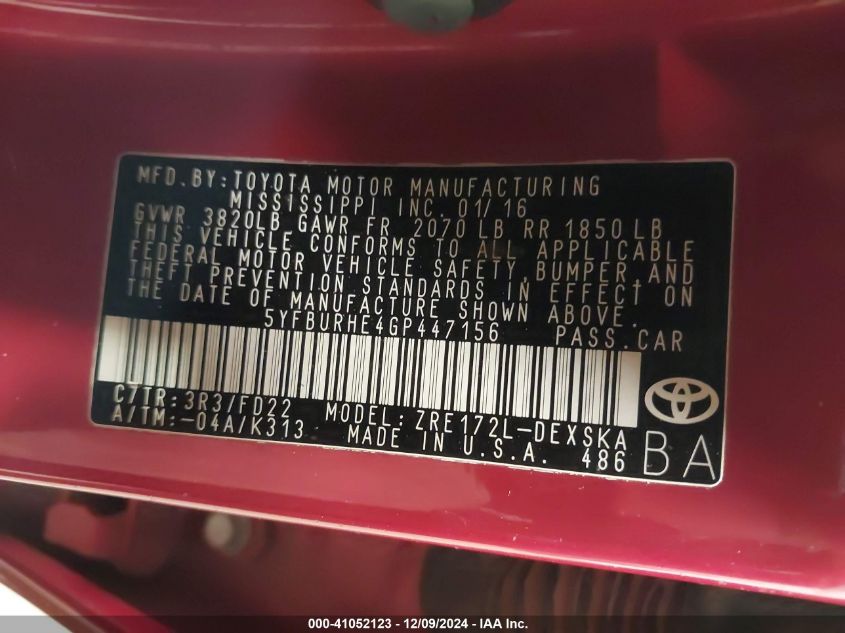 MFD.BY:TOYOTA MOTOR MANUFACTURING
MISSISSIPPI INC. 01/16
GVWR 3820LB GAWR FR 2070 LB RR 1850 LB
THIS VEHICLE CONFORMS TO ALL APPLICABLE
FEDERAL MOTOR VEHICLE SAFETY BUMPER AND
THEFT PREVENTION STANDARDS IN EFFECT ON
THE DATE OF MANUFACTURE SHOWN ABOVE.
5YFBURHE4GP447156 PASS.CAR
C/TR: 3R3/FD22 MODEL: ZRE172L-DEXSKA
A/TM:-04A/K313 MADE IN U.S.A. 486
BA
000-41052123 - 12/09/2024 - IAA Inc.